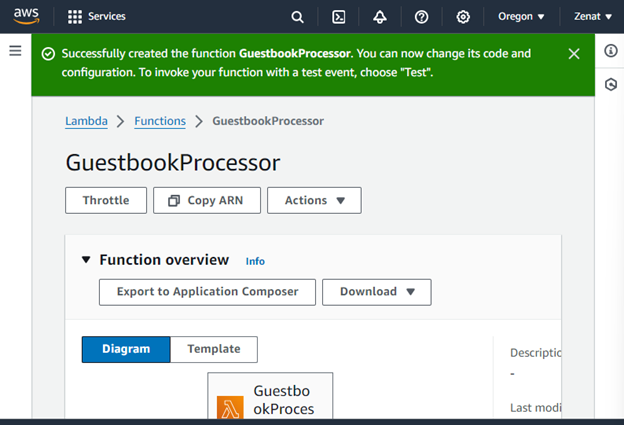 aws
Services
Oregon
Zenat
Successfully created the function GuestbookProcessor. You can now change its code and
configuration. To invoke your function with a test event, choose "Test".
Lambda > Functions > GuestbookProcessor
GuestbookProcessor
Throttle
Copy ARN
Actions
Function overview
Info
Export to Application Composer
Download
Diagram
Template
Descriptio
-
Guestbo
okProces
Last modi